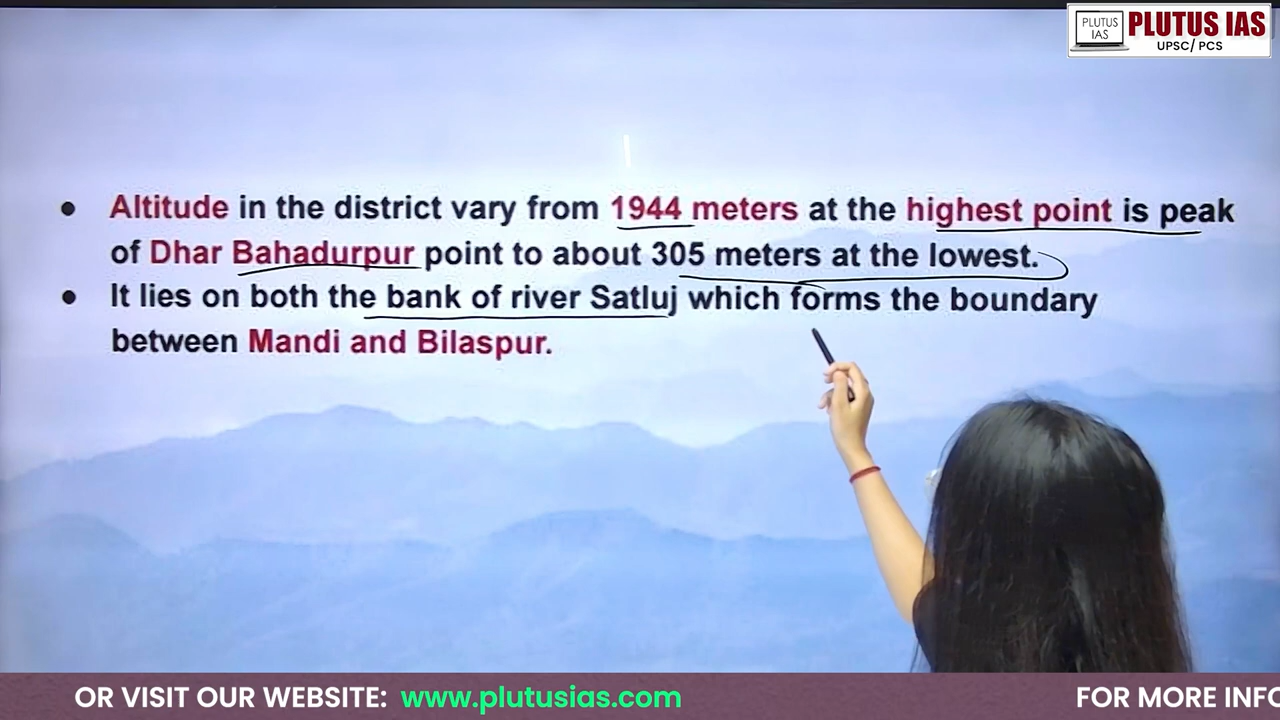 PLUTUS IAS
PLUTUS
IAS
UPSC/ PCS
• Altitude in the district vary from 1944 meters at the highest point is peak
of Dhar Bahadurpur point to about 305 meters at the lowest.
• It lies on both the bank of river Satluj which forms the boundary
between Mandi and Bilaspur.
OR VISIT OUR WEBSITE: www.plutusias.com
FOR MORE INFO